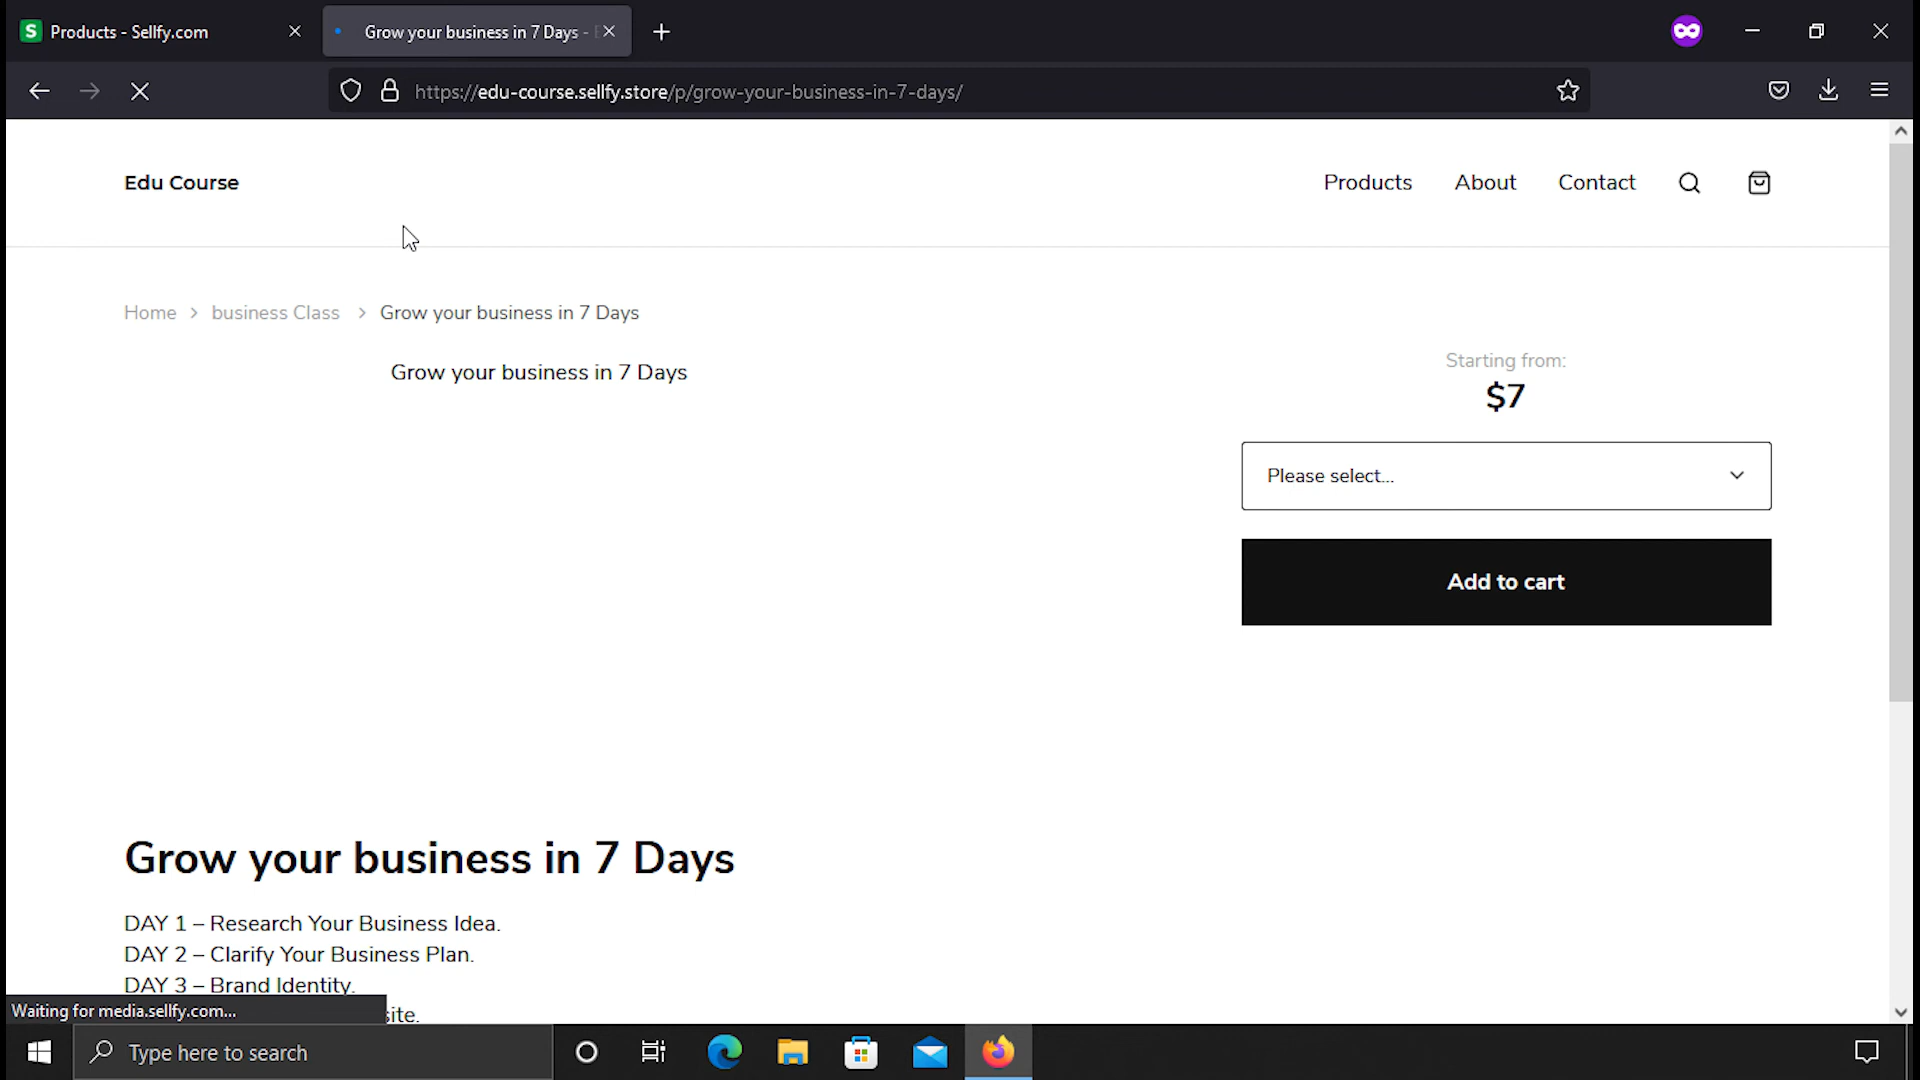 Products - Sellfy.com
Grow your business in 7 Days -
https://edu-course.sellfy.store/p/grow-your-business-in-7-days/
Edu Course
Products
About
Contact
Home > business Class > Grow your business in 7 Days
Grow your business in 7 Days
Starting from:
$7
Please select...
Add to cart
Grow your business in 7 Days
DAY 1 – Research Your Business Idea.
DAY 2 – Clarify Your Business Plan.
DAY 3 – Brand Identity.
site.
Waiting for media.sellfy.com...
Type here to search